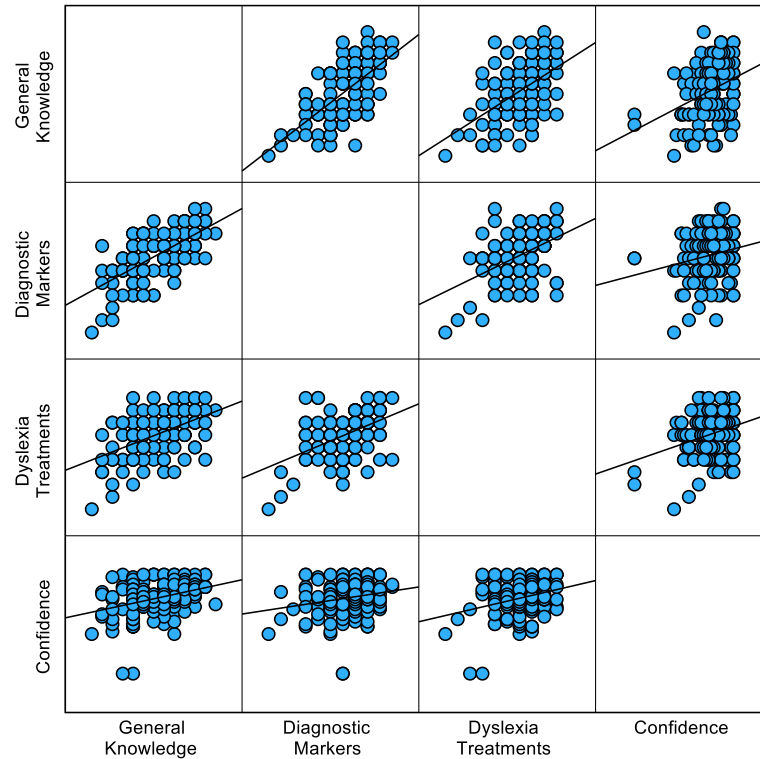 General
Knowledge
Diagnostic
Markers
Dyslexia
Treatments
Confidence
General
Knowledge
Diagnostic
Markers
Dyslexia
Treatments
Confidence